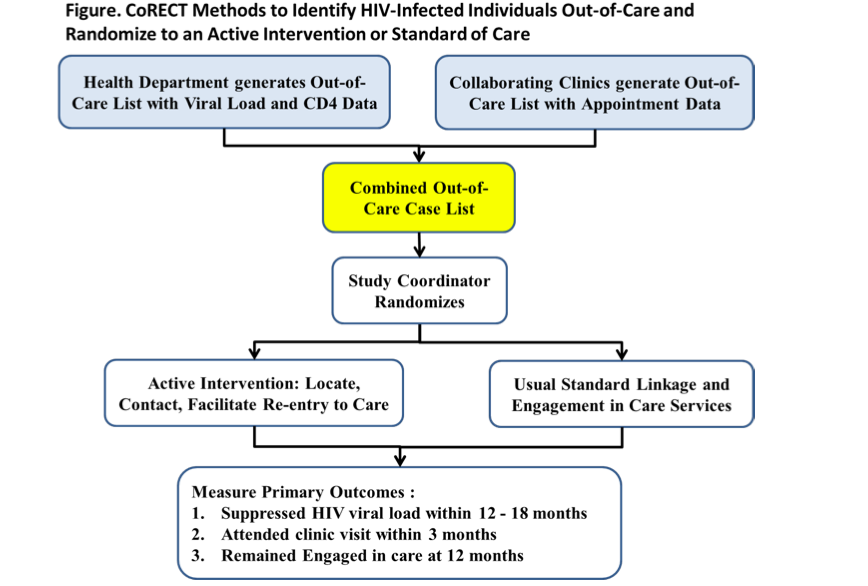 Figure. CoRECT Methods to Identify HIV-Infected Individuals Out-of-Care and
Randomize to an Active Intervention or Standard of Care
Health Department generates Out-of-
Care List with Viral Load and CD4 Data
Collaborating Clinics generate Out-of-
Care List with Appointment Data
Combined Out-of-
Care Case List
Study Coordinator
Randomizes
Active Intervention: Locate,
Contact, Facilitate Re-entry to Care
Usual Standard Linkage and
Engagement in Care Services
Measure Primary Outcomes :
1. Suppressed HIV viral load within 12 - 18 months
2. Attended clinic visit within 3 months
3. Remained Engaged in care at 12 months